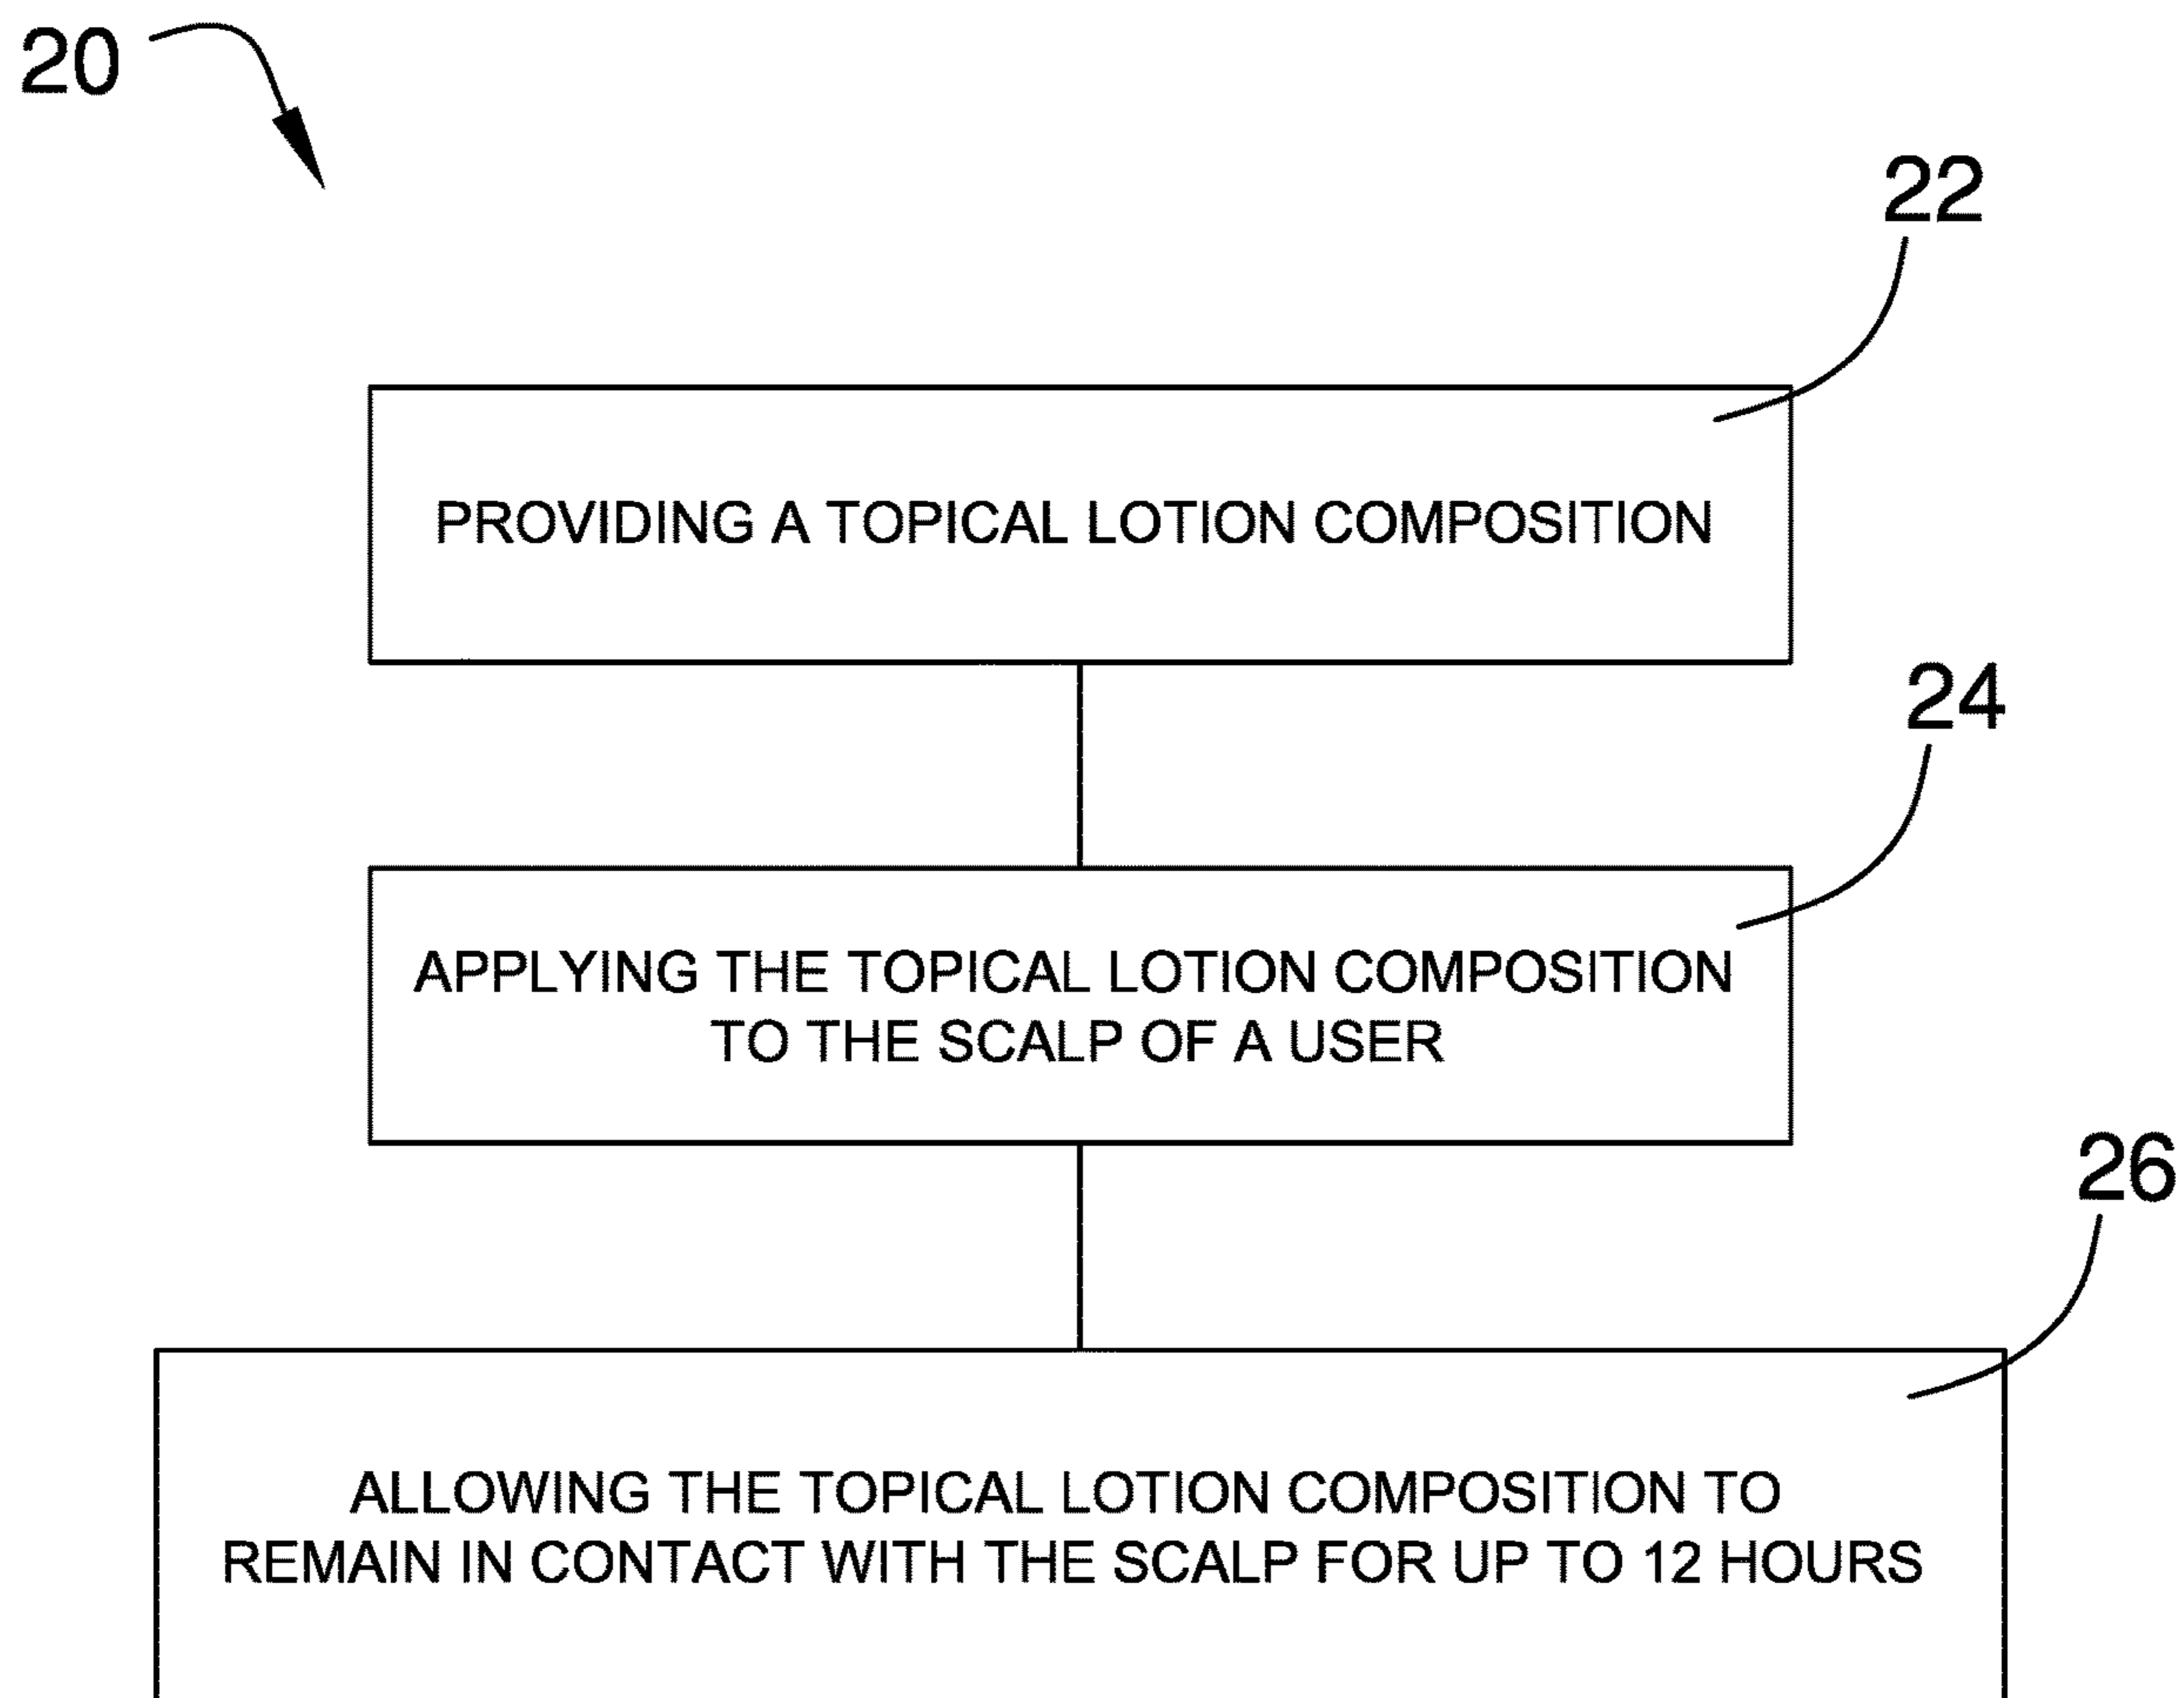 20
22
PROVIDING A TOPICAL LOTION COMPOSITION
24
APPLYING THE TOPICAL LOTION COMPOSITION
TO THE SCALP OF A USER
26
ALLOWING THE TOPICAL LOTION COMPOSITION TO
REMAIN IN CONTACT WITH THE SCALP FOR UP TO 12 HOURS